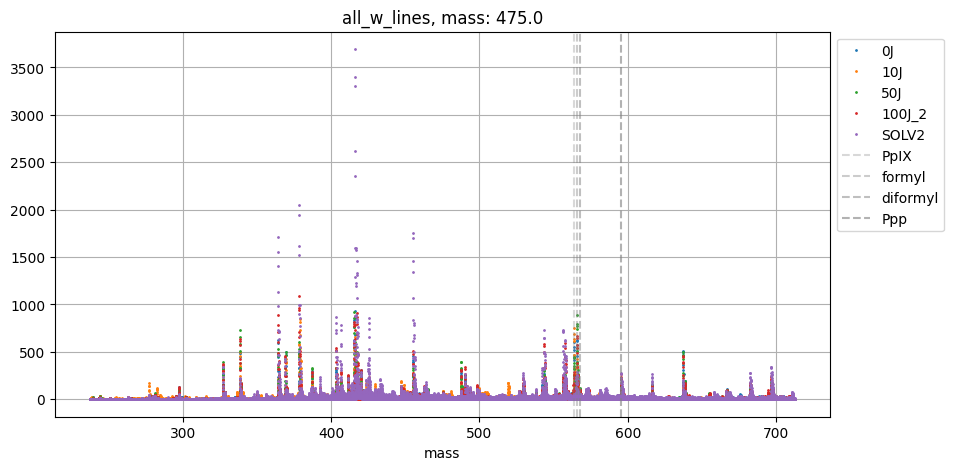 all_w_lines, mass: 475.0
3500
3000
2500
2000
1500
1000
500
0
300
400
500
600
700
mass
0J
10J
50J
100J_2
SOLV2
PpIX
formyl
diformyl
Ppp